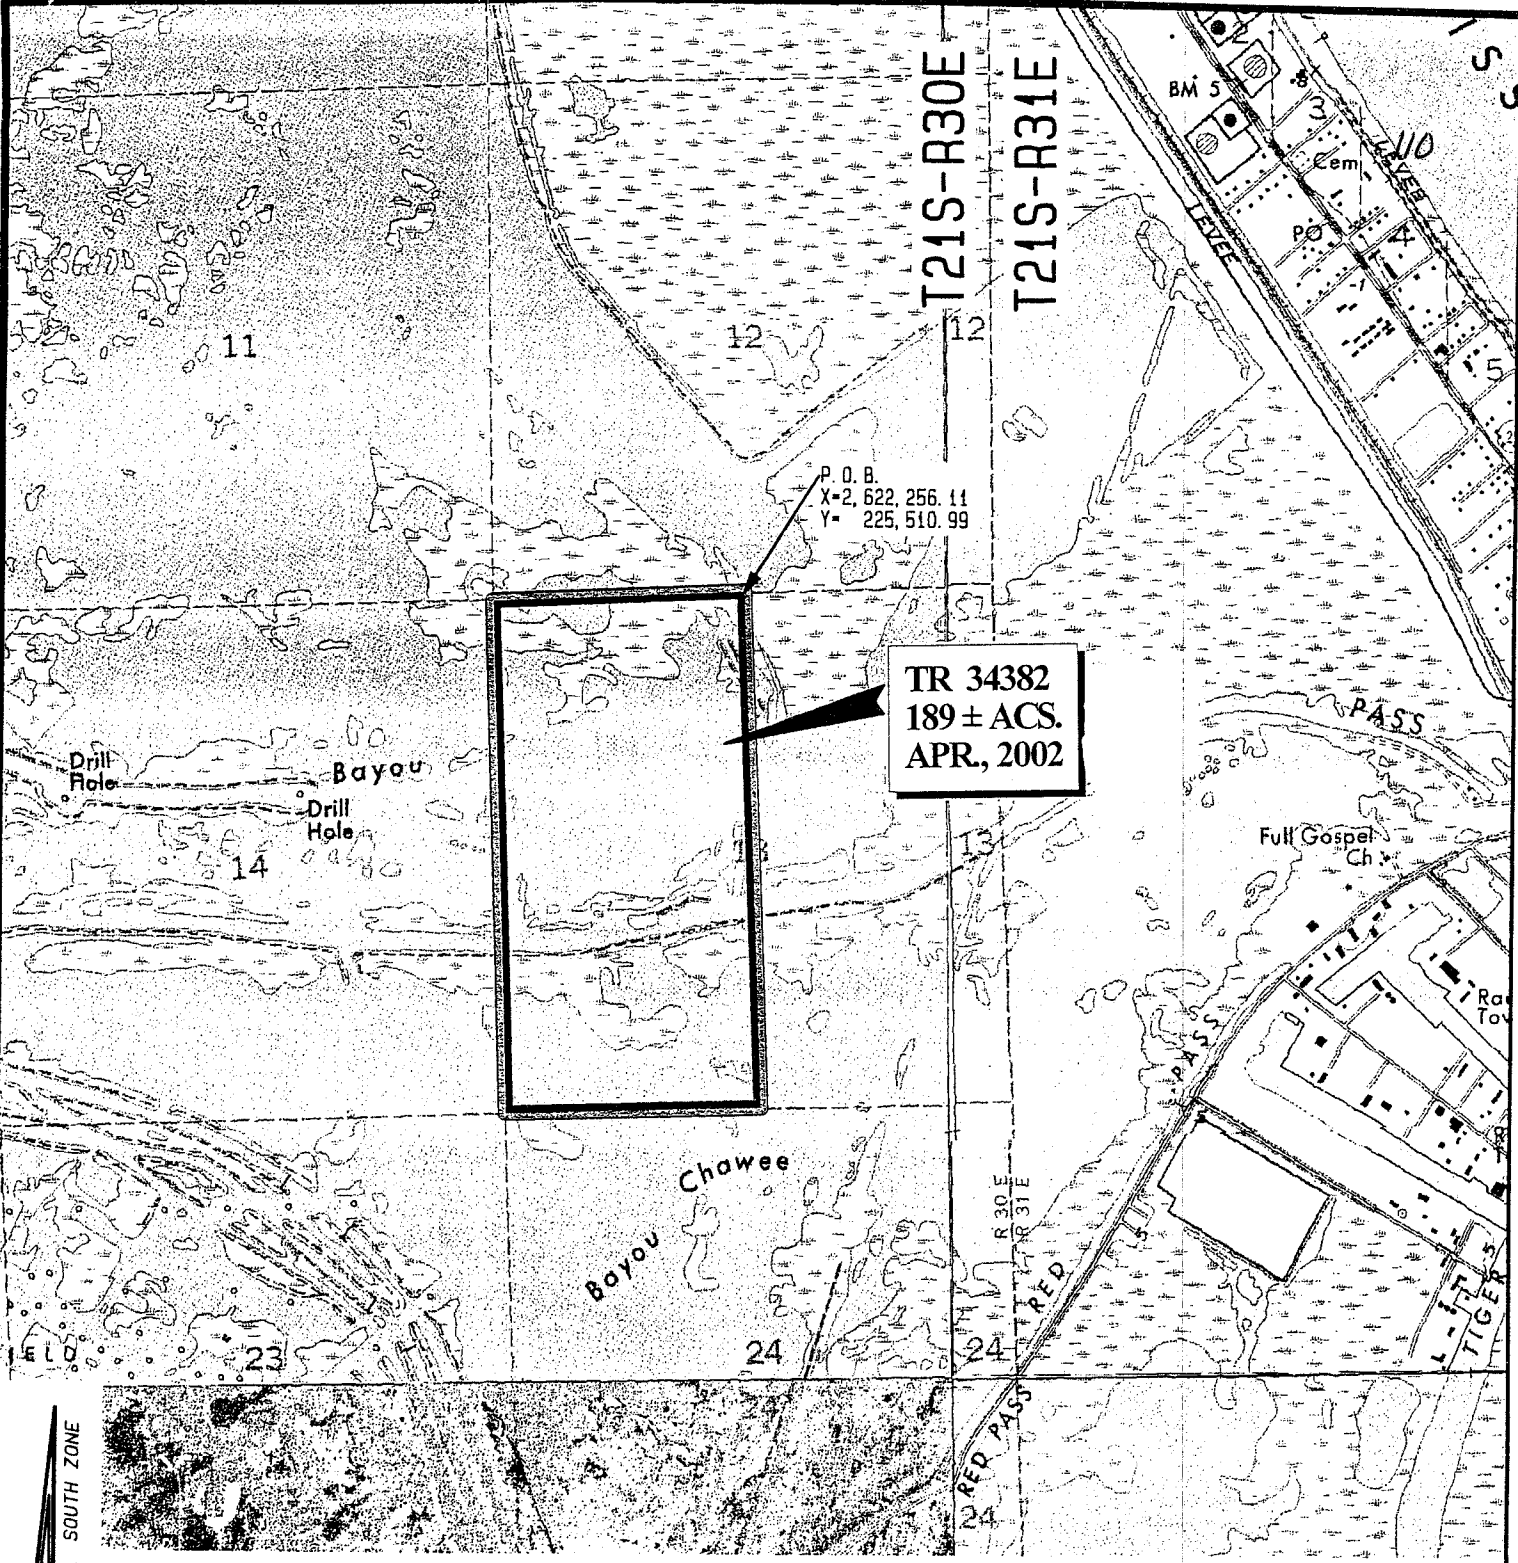 T21S-R30E
T21S-R31E
BM 5
3
110
Cem
LEVEE
LEVEE
PO
4
11
12
12
5
P.O.B.
X=2,622,256.11
Y= 225,510.99
TR 34382
189 ± ACS.
APR., 2002
PASS
Drill
Hole
Bayou
Drill
Hole
14
13
Full Gospel
Ch
PASS
Bayou Chawee
R 30 E
R 31 E
RED
TIGER
23
24
24
RED PASS
24
SOUTH ZONE